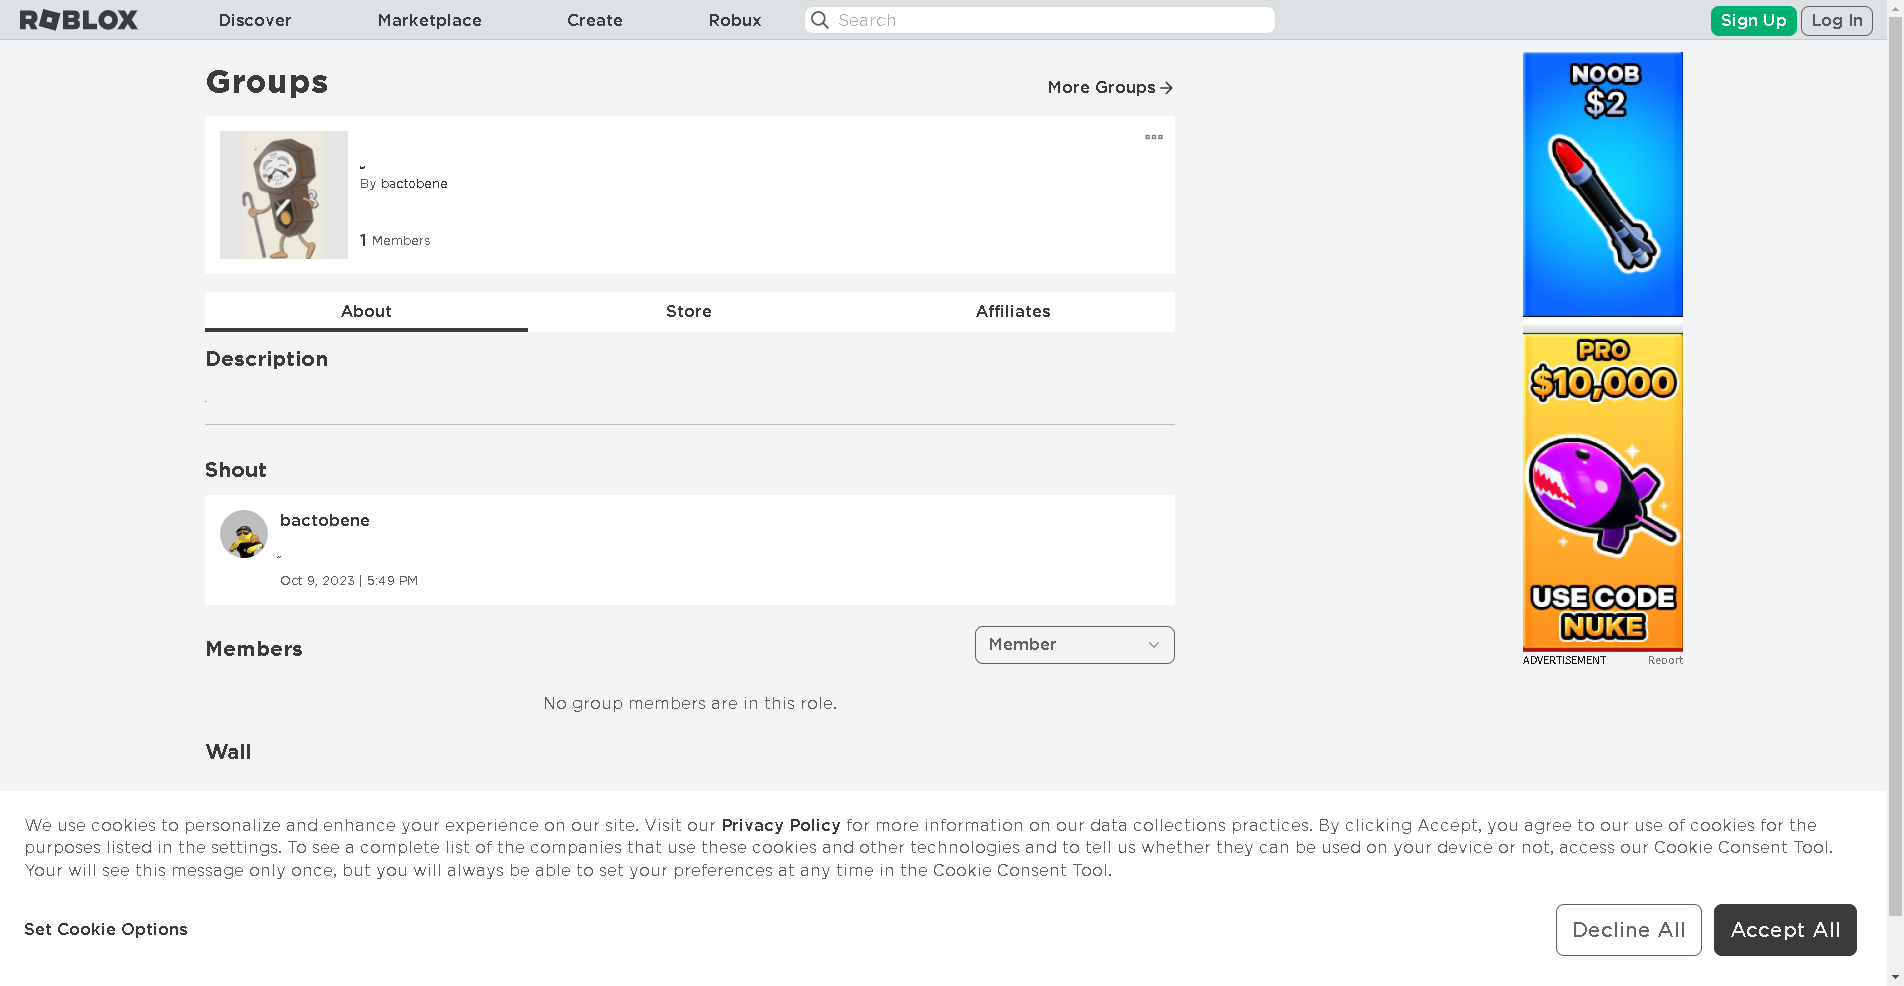 ROBLOX Discover Marketplace Create Robux Search Sign Up Log In
Groups
More Groups
˘
By bactobene
1 Members
About Store Affiliates
Description
.
Shout
bactobene
Oct 9, 2023 | 5:49 PM
Members
Member
No group members are in this role.
Wall
NOOB
$2
PRO
$10,000
USE CODE
NUKE
ADVERTISEMENT Report
We use cookies to personalize and enhance your experience on our site. Visit our Privacy Policy for more information on our data collections practices. By clicking Accept, you agree to our use of cookies for the
purposes listed in the settings. To see a complete list of the companies that use these cookies and other technologies and to tell us whether they can be used on your device or not, access our Cookie Consent Tool.
Your will see this message only once, but you will always be able to set your preferences at any time in the Cookie Consent Tool.
Set Cookie Options
Decline All
Accept All